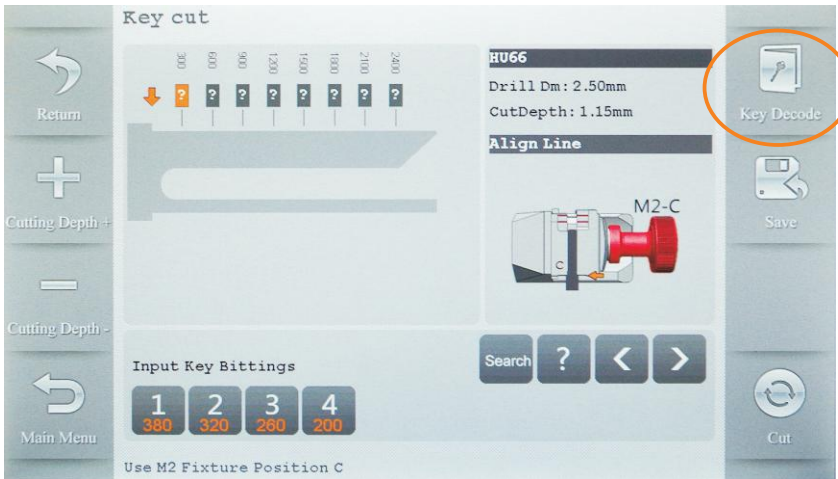 Key cut
Return
Cutting Depth +
Cutting Depth -
Main Menu
300 600 900 1200 1500 1800 2100 2400
? ? ? ? ? ? ? ?
HU66
Drill Dm: 2.50mm
CutDepth: 1.15mm
Align Line
M2-C
C
Input Key Bittings
1 2 3 4
380 320 260 200
Search ? < >
Use M2 Fixture Position C
Key Decode
Save
Cut